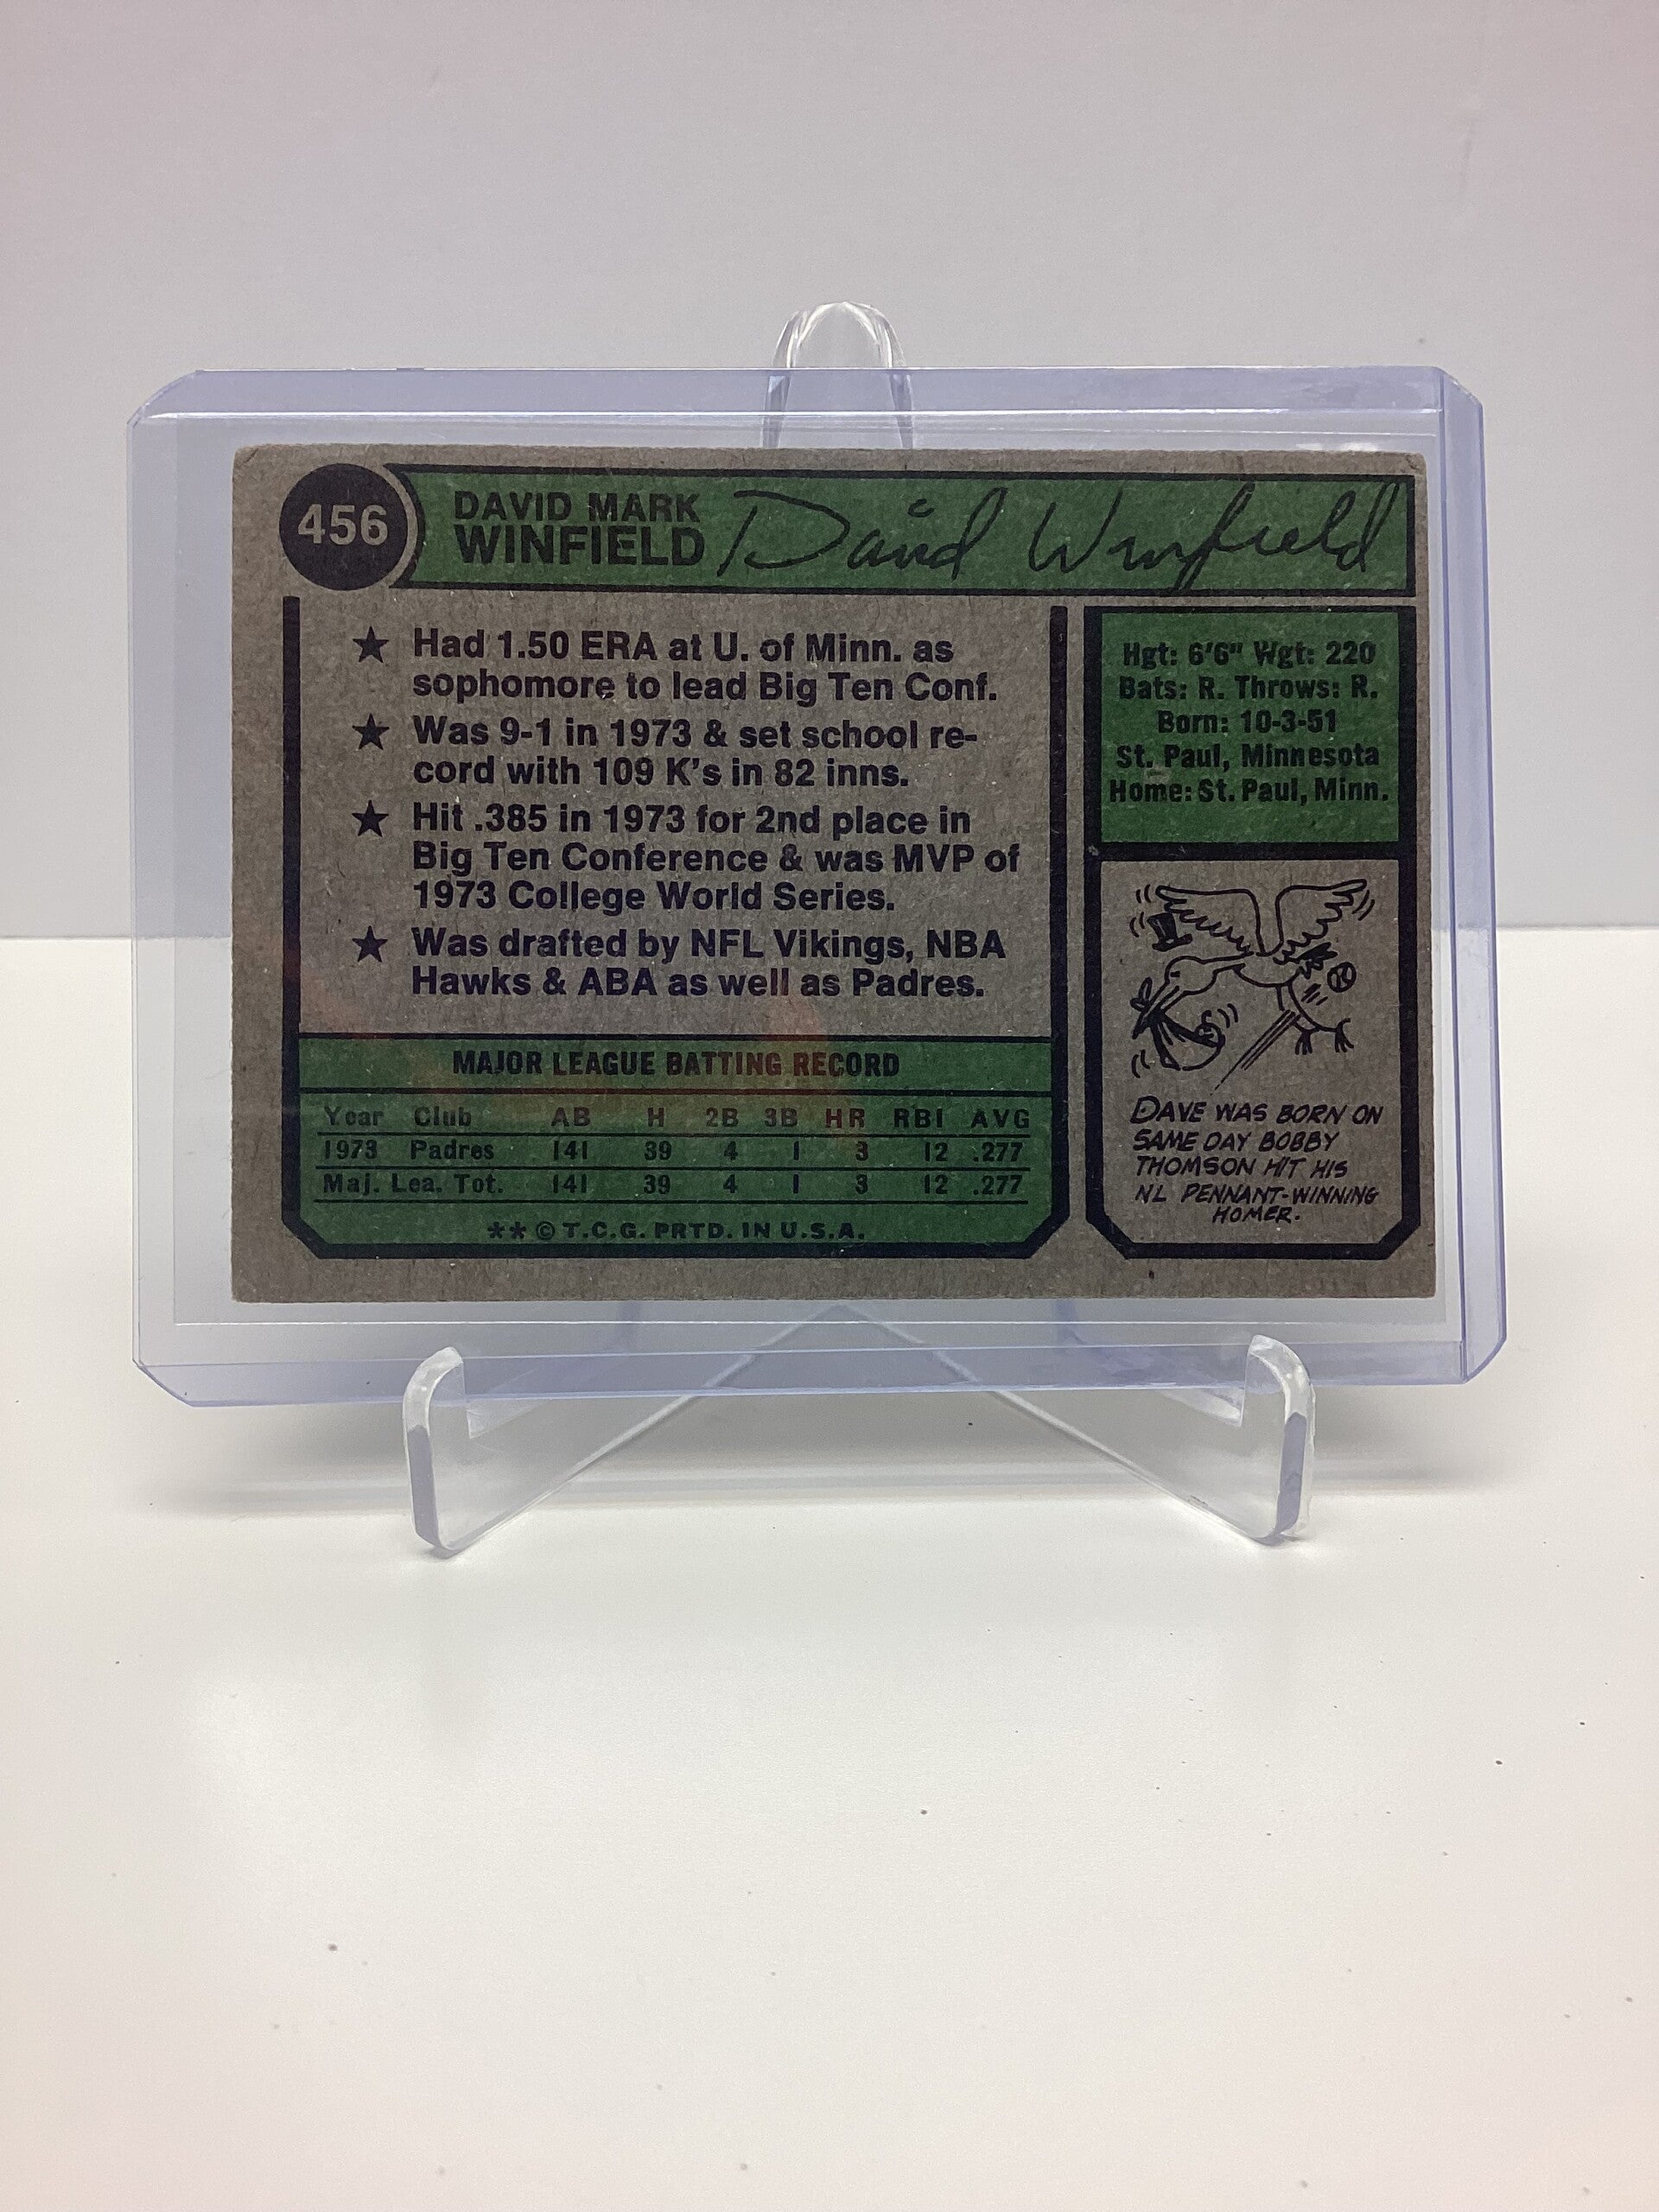 456
DAVID MARK
WINFIELD
David Winfield
★ Had 1.50 ERA at U. of Minn. as
sophomore to lead Big Ten Conf.
★ Was 9-1 in 1973 & set school re-
cord with 109 K's in 82 inns.
★ Hit .385 in 1973 for 2nd place in
Big Ten Conference & was MVP of
1973 College World Series.
★ Was drafted by NFL Vikings, NBA
Hawks & ABA as well as Padres.
MAJOR LEAGUE BATTING RECORD
Year Club AB H 2B 3B HR RBI AVG
1973 Padres 141 39 4 1 3 12 .277
Maj. Lea. Tot. 141 39 4 1 3 12 .277
** © T.C.G. PRTD. IN U.S.A.
Hgt: 6'6" Wgt: 220
Bats: R. Throws: R.
Born: 10-3-51
St. Paul, Minnesota
Home: St. Paul, Minn.
DAVE WAS BORN ON
SAME DAY BOBBY
THOMSON HIT HIS
NL PENNANT-WINNING
HOMER.